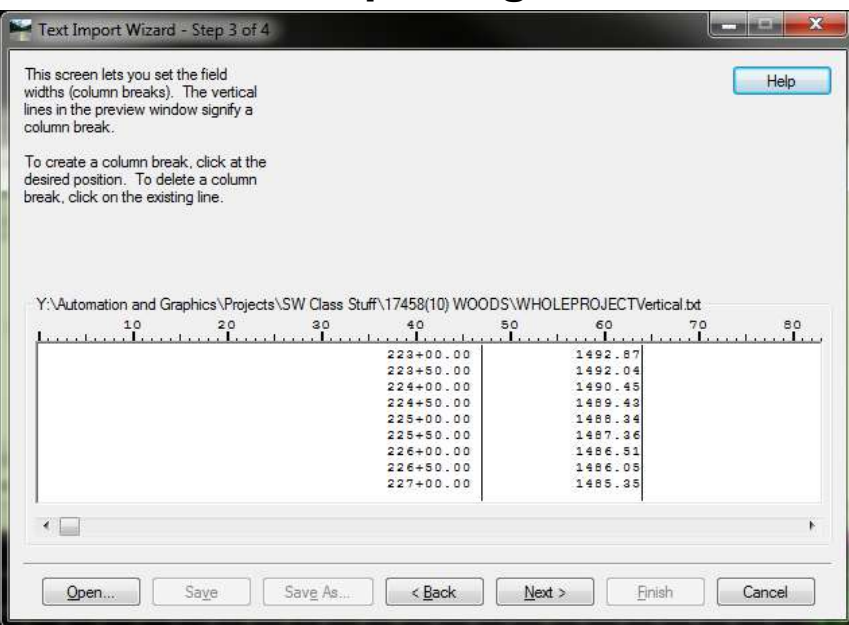 Text Import Wizard - Step 3 of 4
This screen lets you set the field
widths (column breaks). The vertical
lines in the preview window signify a
column break.
Help
To create a column break, click at the
desired position. To delete a column
break, click on the existing line.
Y:\Automation and Graphics\Projects\SW Class Stuff\17458(10) WOODS\WHOLEPROJECTVertical.txt
10 20 30 40 50 60 70 80
223+00.00 1492.87
223+50.00 1492.04
224+00.00 1490.45
224+50.00 1489.43
225+00.00 1488.34
225+50.00 1487.36
226+00.00 1486.51
226+50.00 1486.05
227+00.00 1485.35
Open... Save Save As... < Back Next > Finish Cancel